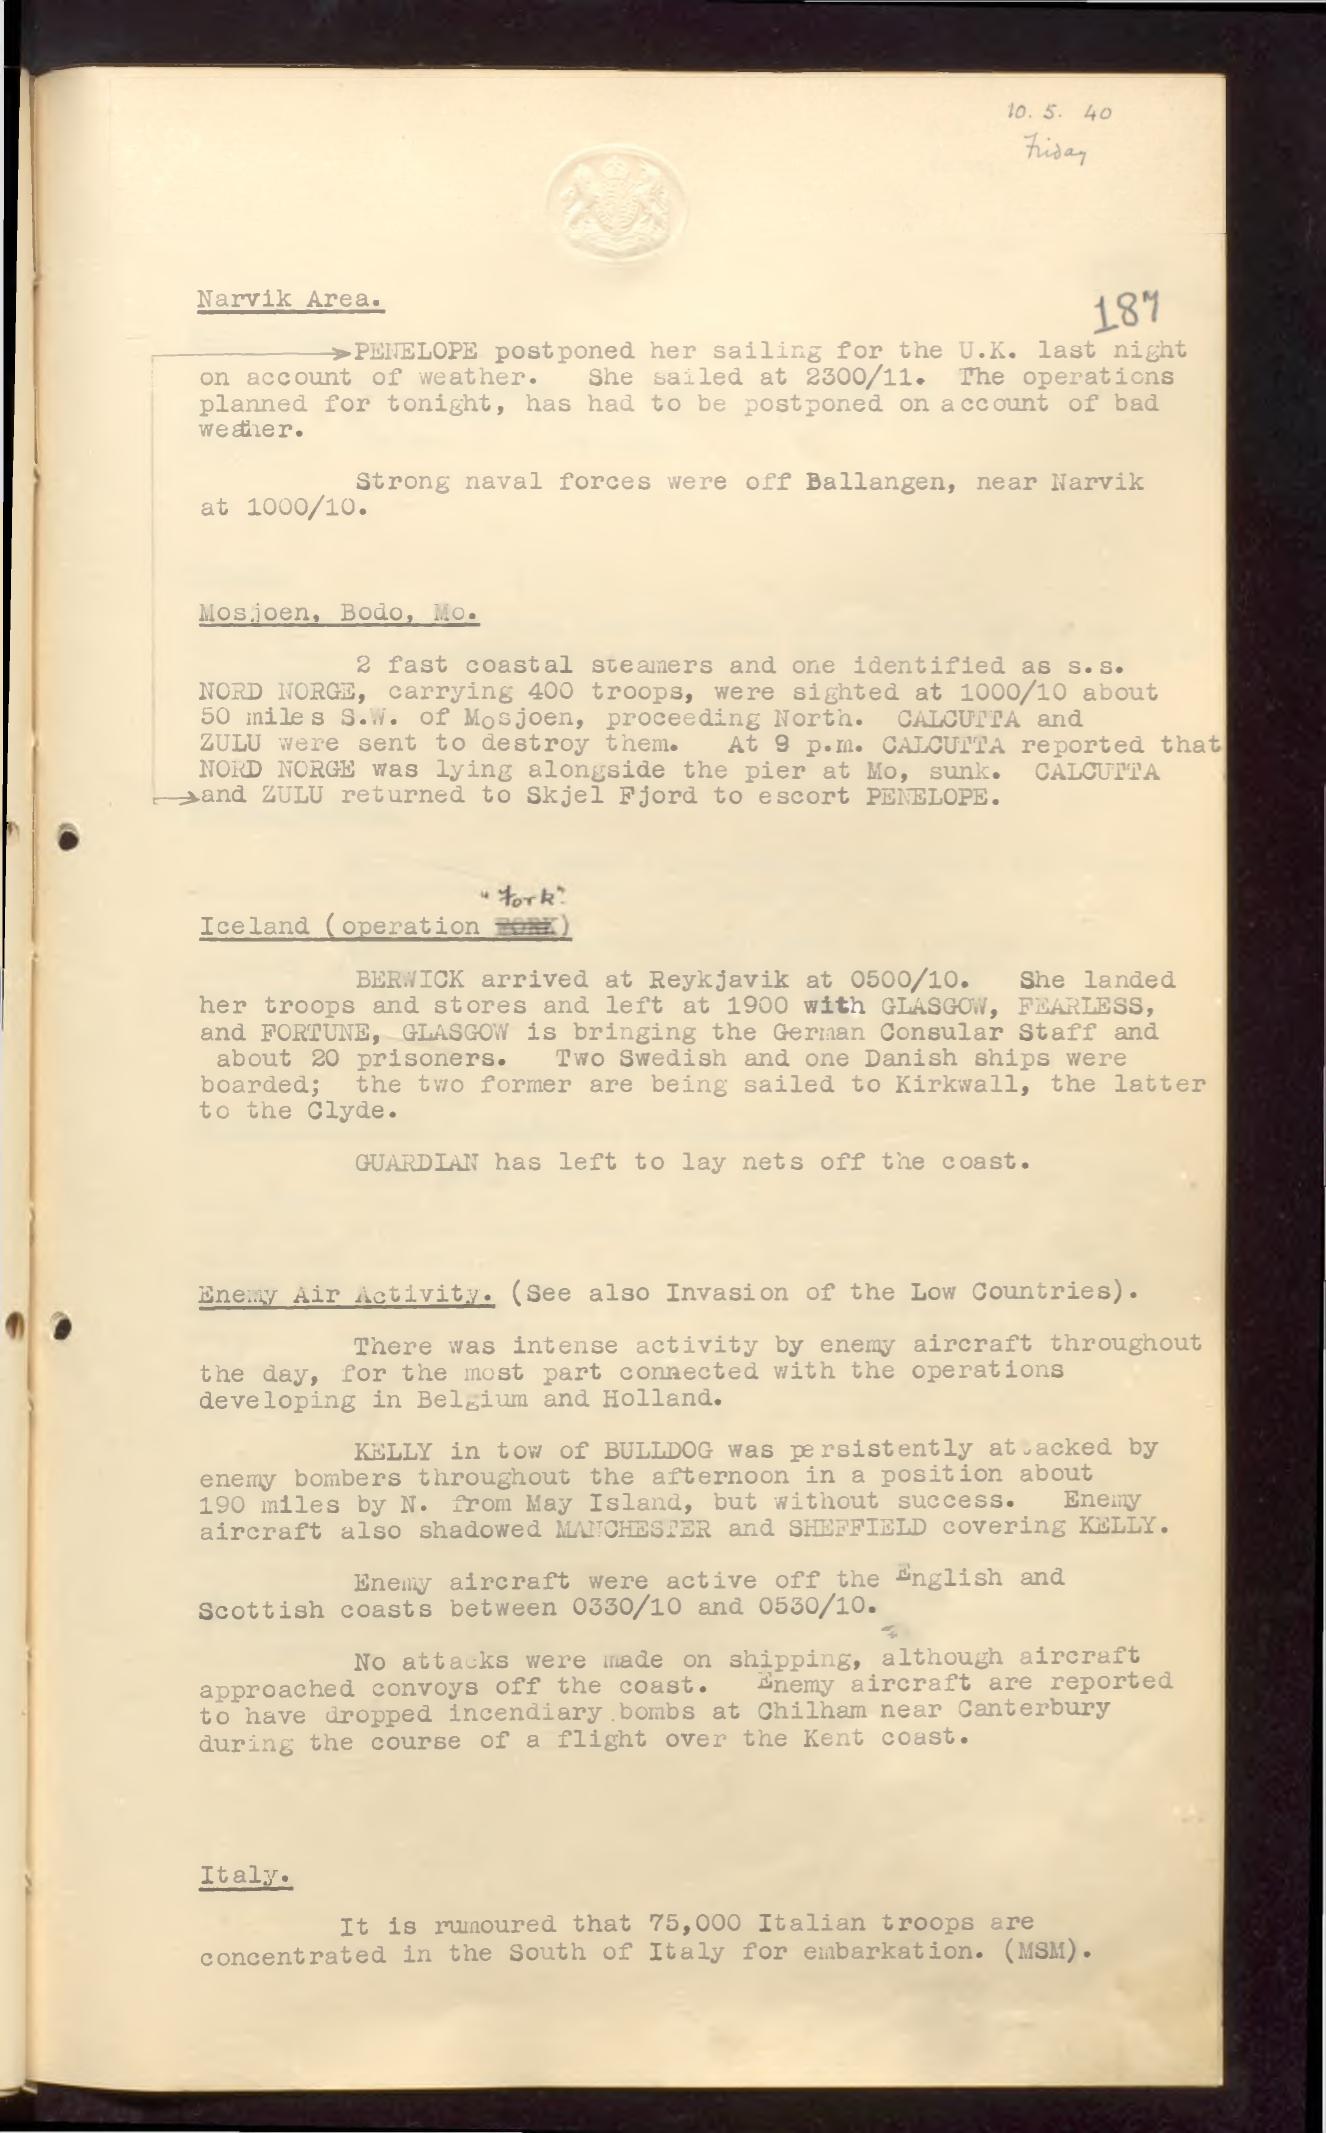 10. 5. 40
Friday
187
Narvik Area.
PENELOPE postponed her sailing for the U.K. last night
on account of weather. She sailed at 2300/11. The operations
planned for tonight, has had to be postponed on account of bad
weather.
Strong naval forces were off Ballangen, near Narvik
at 1000/10.
Mosjoen, Bodo, Mo.
2 fast coastal steamers and one identified as s.s.
NORD NORGE, carrying 400 troops, were sighted at 1000/10 about
50 miles S.W. of Mosjoen, proceeding North. CALCUTTA and
ZULU were sent to destroy them. At 9 p.m. CALCUTTA reported that
NORD NORGE was lying alongside the pier at Mo, sunk. CALCUTTA
and ZULU returned to Skjel Fjord to escort PENELOPE.
"Fork".
Iceland (operation FORK)
BERWICK arrived at Reykjavik at 0500/10. She landed
her troops and stores and left at 1900 with GLASGOW, FEARLESS,
and FORTUNE, GLASGOW is bringing the German Consular Staff and
about 20 prisoners. Two Swedish and one Danish ships were
boarded; the two former are being sailed to Kirkwall, the latter
to the Clyde.
GUARDIAN has left to lay nets off the coast.
Enemy Air Activity. (See also Invasion of the Low Countries).
There was intense activity by enemy aircraft throughout
the day, for the most part connected with the operations
developing in Belgium and Holland.
KELLY in tow of BULLDOG was persistently attacked by
enemy bombers throughout the afternoon in a position about
190 miles by N. from May Island, but without success. Enemy
aircraft also shadowed MANCHESTER and SHEFFIELD covering KELLY.
Enemy aircraft were active off the English and
Scottish coasts between 0330/10 and 0530/10.
No attacks were made on shipping, although aircraft
approached convoys off the coast. Enemy aircraft are reported
to have dropped incendiary bombs at Chilham near Canterbury
during the course of a flight over the Kent coast.
Italy.
It is rumoured that 75,000 Italian troops are
concentrated in the South of Italy for embarkation. (MSM).